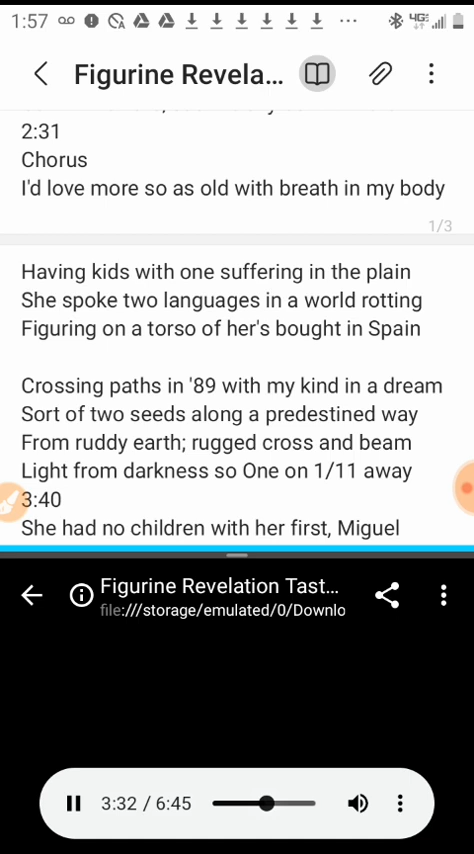 1:57
4GE
Figurine Revela...
2:31
Chorus
I'd love more so as old with breath in my body
1/3
Having kids with one suffering in the plain
She spoke two languages in a world rotting
Figuring on a torso of her's bought in Spain
Crossing paths in '89 with my kind in a dream
Sort of two seeds along a predestined way
From ruddy earth; rugged cross and beam
Light from darkness so One on 1/11 away
3:40
She had no children with her first, Miguel
Figurine Revelation Tast...
file:///storage/emulated/0/Downlo
3:32 / 6:45